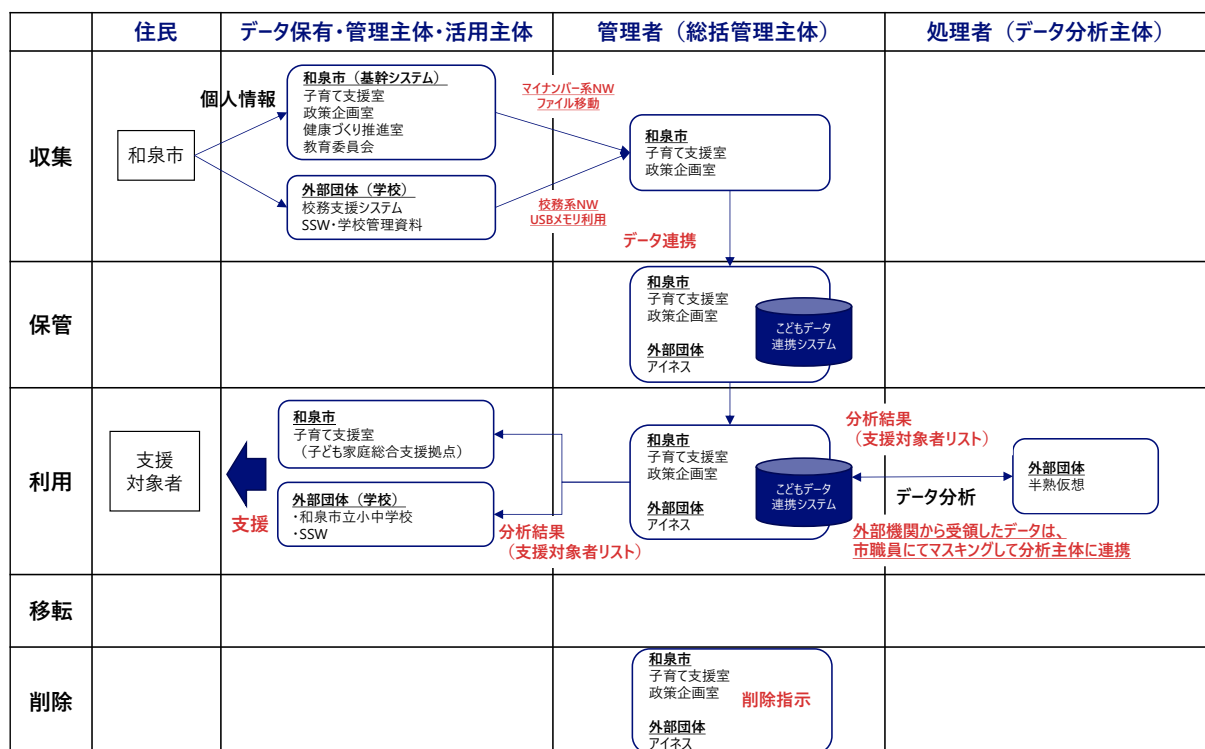 住民
データ保有・管理主体・活用主体
管理者（総括管理主体）
処理者（データ分析主体）
収集
和泉市
個人情報
和泉市（基幹システム）
子育て支援室
政策企画室
健康づくり推進室
教育委員会
外部団体（学校）
校務支援システム
SSW・学校管理資料
マイナンバー系NW
ファイル移動
校務系NW
USBメモリ利用
和泉市
子育て支援室
政策企画室
データ連携
保管
和泉市
子育て支援室
政策企画室
外部団体
アイネス
こどもデータ
連携システム
利用
支援
対象者
支援
和泉市
子育て支援室
（子ども家庭総合支援拠点）
外部団体（学校）
・和泉市立小中学校
・SSW
分析結果
（支援対象者リスト）
和泉市
子育て支援室
政策企画室
外部団体
アイネス
こどもデータ
連携システム
分析結果
（支援対象者リスト）
データ分析
外部団体
半熟仮想
外部機関から受領したデータは、
市職員にてマスキングして分析主体に連携
移転
削除
和泉市
子育て支援室
政策企画室
削除指示
外部団体
アイネス